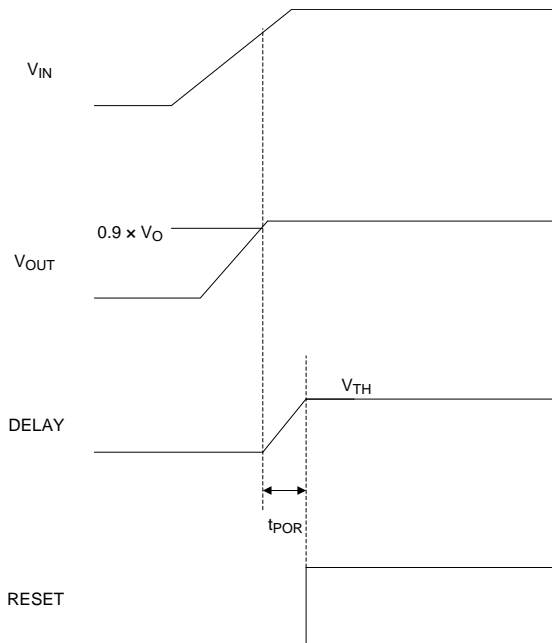 V_IN
0.9 × V_O
V_OUT
V_TH
DELAY
t_POR
RESET